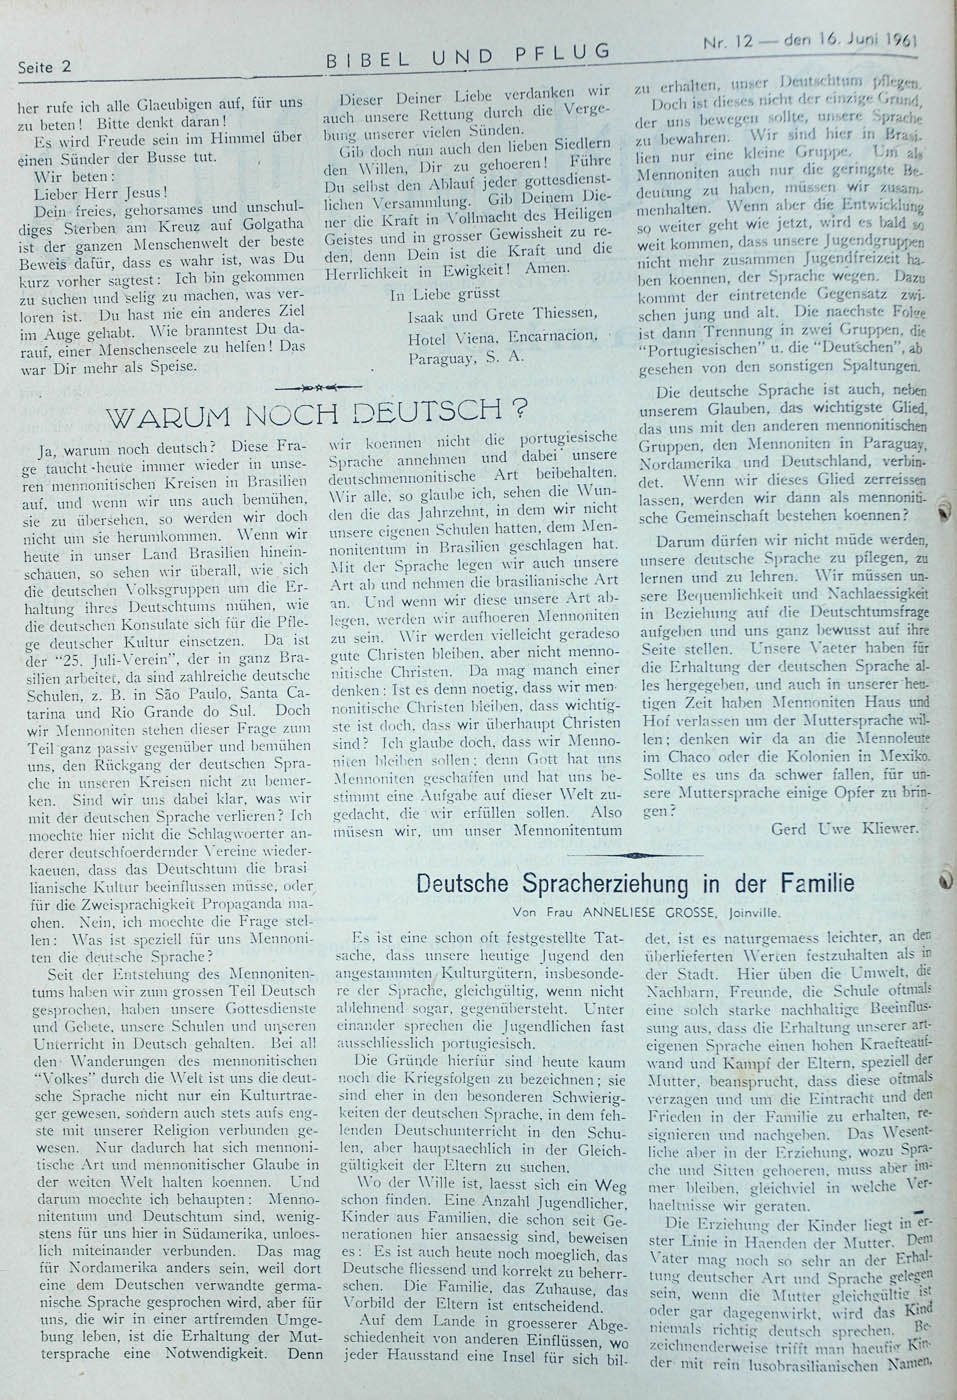 Seite 2
BIBEL UND PFLUG
Nr. 12 — den 16. Juni 1961
her rufe ich alle Glaeubigen auf, für uns
zu beten! Bitte denkt daran!
Es wird Freude sein im Himmel über
einen Sünder der Busse tut.
Wir beten:
Lieber Herr Jesus!
Dein freies, gehorsames und unschul-
diges Sterben am Kreuz auf Golgatha
ist der ganzen Menschenwelt der beste
Beweis dafür, dass es wahr ist, was Du
kurz vorher sagtest: Ich bin gekommen
zu suchen und selig zu machen, was ver-
loren ist. Du hast nie ein anderes Ziel
im Auge gehabt. Wie branntest Du da-
rauf, einer Menschenseele zu helfen! Das
war Dir mehr als Speise.
Dieser Deiner Liebe verdanken wir
auch unsere Rettung durch die Verge-
bung unserer vielen Sünden.
Gib doch nun auch den lieben Siedlern
den Willen, Dir zu gehoeren! Führe
Du selbst den Ablauf jeder gottesdienst-
lichen Versammlung. Gib Deinem Die-
ner die Kraft in Vollmacht des Heiligen
Geistes und in grosser Gewissheit zu re-
den, denn Dein ist die Kraft und die
Herrlichkeit in Ewigkeit! Amen.
In Liebe grüsst
Isaak und Grete Thiessen,
Hotel Viena, Encarnacion,
Paraguay, S. A.
WARUM NOCH DEUTSCH?
Ja, warum noch deutsch? Diese Fra-
ge taucht heute immer wieder in unse-
ren mennonitischen Kreisen in Brasilien
auf, und wenn wir uns auch bemühen,
sie zu übersehen, so werden wir doch
nicht um sie herumkommen. Wenn wir
heute in unser Land Brasilien hinein-
schauen, so sehen wir überall, wie sich
die deutschen Volksgruppen um die Er-
haltung ihres Deutschtums mühen, wie
die deutschen Konsulate sich für die Pfle-
ge deutscher Kultur einsetzen. Da ist
der "25. Juli-Verein", der in ganz Bra-
silien arbeitet, da sind zahlreiche deutsche
Schulen, z. B. in São Paulo, Santa Ca-
tarina und Rio Grande do Sul. Doch
wir Mennoniten stehen dieser Frage zum
Teil ganz passiv gegenüber und bemühen
uns, den Rückgang der deutschen Spra-
che in unseren Kreisen nicht zu bemer-
ken. Sind wir uns dabei klar, was wir
mit der deutschen Sprache verlieren? Ich
moechte hier nicht die Schlagwoerter an-
derer deutschfoerdernder Vereine wieder-
kaeuen, dass das Deutschtum die brasi
lianische Kultur beeinflussen müsse, oder
für die Zweisprachigkeit Propaganda ma-
chen. Nein, ich moechte die Frage stel-
len: Was ist speziell für uns Mennoni-
ten die deutsche Sprache?
Seit der Entstehung des Mennoniten-
tums haben wir zum grossen Teil Deutsch
gesprochen, haben unsere Gottesdienste
und Gebete, unsere Schulen und unseren
Unterricht in Deutsch gehalten. Bei all
den Wanderungen des mennonitischen
"Volkes" durch die Welt ist uns die deut-
sche Sprache nicht nur ein Kulturtrae-
ger gewesen, sondern auch stets aufs eng-
ste mit unserer Religion verbunden ge-
wesen. Nur dadurch hat sich mennoni-
tische Art und mennonitischer Glaube in
der weiten Welt halten koennen. Und
darum moechte ich behaupten: Menno-
nitentum und Deutschtum sind, wenig-
stens für uns hier in Südamerika, unloes-
lich miteinander verbunden. Das mag
für Nordamerika anders sein, weil dort
eine dem Deutschen verwandte germa-
nische Sprache gesprochen wird, aber für
uns, die wir in einer artfremden Umge-
bung leben, ist die Erhaltung der Mut-
tersprache eine Notwendigkeit. Denn
wir koennen nicht die portugiesische
Sprache annehmen und dabei unsere
deutschmennonitische Art beibehalten.
Wir alle, so glaube ich, sehen die Wun-
den die das Jahrzehnt, in dem wir nicht
unsere eigenen Schulen hatten, dem Men-
nonitentum in Brasilien geschlagen hat.
Mit der Sprache legen wir auch unsere
Art ab und nehmen die brasilianische Art
an. Und wenn wir diese unsere Art ab-
legen, werden wir aufhoeren Mennoniten
zu sein. Wir werden vielleicht geradeso
gute Christen bleiben, aber nicht menno-
nitische Christen. Da mag manch einer
denken: Ist es denn noetig, dass wir men-
nonitische Christen bleiben, dass wichtig-
ste ist doch, dass wir überhaupt Christen
sind? Ich glaube doch, dass wir Menno-
niten bleiben sollen; denn Gott hat uns
Mennoniten geschaffen und hat uns be-
stimmt eine Aufgabe auf dieser Welt zu-
gedacht, die wir erfüllen sollen. Also
müsesn wir, um unser Mennonitentum
zu erhalten, unser Deutschtum pflegen.
Doch ist dieses nicht der einzige Grund,
der uns bewegen sollte, unsere Sprache
zu bewahren. Wir sind hier in Brasi-
lien nur eine kleine Gruppe. Um als
Mennoniten auch nur die geringste Be-
deutung zu haben, müssen wir zusam-
menhalten. Wenn aber die Entwicklung
so weiter geht wie jetzt, wird es bald so
weit kommen, dass unsere Jugendgruppen
nicht mehr zusammen Jugendfreizeit ha-
ben koennen, der Sprache wegen. Dazu
kommt der eintretende Gegensatz zwi-
schen jung und alt. Die naechste Folge
ist dann Trennung in zwei Gruppen, die
"Portugiesischen" u. die "Deutschen", ab
gesehen von den sonstigen Spaltungen.
Die deutsche Sprache ist auch, neben
unserem Glauben, das wichtigste Glied,
das uns mit den anderen mennonitischen
Gruppen, den Mennoniten in Paraguay,
Nordamerika und Deutschland, verbin-
det. Wenn wir dieses Glied zerreissen
lassen, werden wir dann als mennoniti-
sche Gemeinschaft bestehen koennen?
Darum dürfen wir nicht müde werden,
unsere deutsche Sprache zu pflegen, zu
lernen und zu lehren. Wir müssen un-
sere Bequemlichkeit und Nachlaessigkeit
in Beziehung auf die Deutschtumsfrage
aufgeben und uns ganz bewusst auf ihre
Seite stellen. Unsere Vaeter haben für
die Erhaltung der deutschen Sprache al-
les hergegeben, und auch in unserer heu-
tigen Zeit haben Mennoniten Haus und
Hof verlassen um der Muttersprache wil-
len; denken wir da an die Mennoleute
im Chaco oder die Kolonien in Mexiko.
Sollte es uns da schwer fallen, für un-
sere Muttersprache einige Opfer zu brin-
gen?
Gerd Uwe Kliewer.
Deutsche Spracherziehung in der Familie
Von Frau ANNELIESE GROSSE, Joinville.
Es ist eine schon oft festgestellte Tat-
sache, dass unsere heutige Jugend den
angestammten Kulturgütern, insbesonde-
re der Sprache, gleichgültig, wenn nicht
ablehnend sogar, gegenübersteht. Unter
einander sprechen die Jugendlichen fast
ausschliesslich portugiesisch.
Die Gründe hierfür sind heute kaum
noch die Kriegsfolgen zu bezeichnen; sie
sind eher in den besonderen Schwierig-
keiten der deutschen Sprache, in dem feh-
lenden Deutschunterricht in den Schu-
len, aber hauptsaechlich in der Gleich-
gültigkeit der Eltern zu suchen.
Wo der Wille ist, laesst sich ein Weg
schon finden. Eine Anzahl Jugendlicher,
Kinder aus Familien, die schon seit Ge-
nerationen hier ansaessig sind, beweisen
es: Es ist auch heute noch moeglich, das
Deutsche fliessend und korrekt zu beherr-
schen. Die Familie, das Zuhause, das
Vorbild der Eltern ist entscheidend.
Auf dem Lande in groesserer Abge-
schiedenheit von anderen Einflüssen, wo
jeder Hausstand eine Insel für sich bil-
det, ist es naturgemaess leichter, an den
überlieferten Werten festzuhalten als in
der Stadt. Hier üben die Umwelt, die
Nachbarn, Freunde, die Schule oftmals
eine solch starke nachhaltige Beeinflus-
sung aus, dass die Erhaltung unserer art-
eigenen Sprache einen hohen Kraefteauf-
wand und Kampf der Eltern, speziell der
Mutter, beansprucht, dass diese oftmals
verzagen und um die Eintracht und den
Frieden in der Familie zu erhalten, re-
signieren und nachgeben. Das Wesent-
liche aber in der Erziehung, wozu Spra-
che und Sitten gehoeren, muss aber im-
mer bleiben, gleichviel in welche Ver-
haeltnisse wir geraten.
Die Erziehung der Kinder liegt in er-
ster Linie in Haenden der Mutter. Dem
Vater mag noch so sehr an der Erhal-
tung deutscher Art und Sprache gelegen
sein, wenn die Mutter gleichgültig ist
oder gar dagegenwirkt, wird das Kind
niemals richtig deutsch sprechen. Be-
zeichnenderweise trifft man haeufig Kin-
der mit rein lusobrasilianischen Namen,